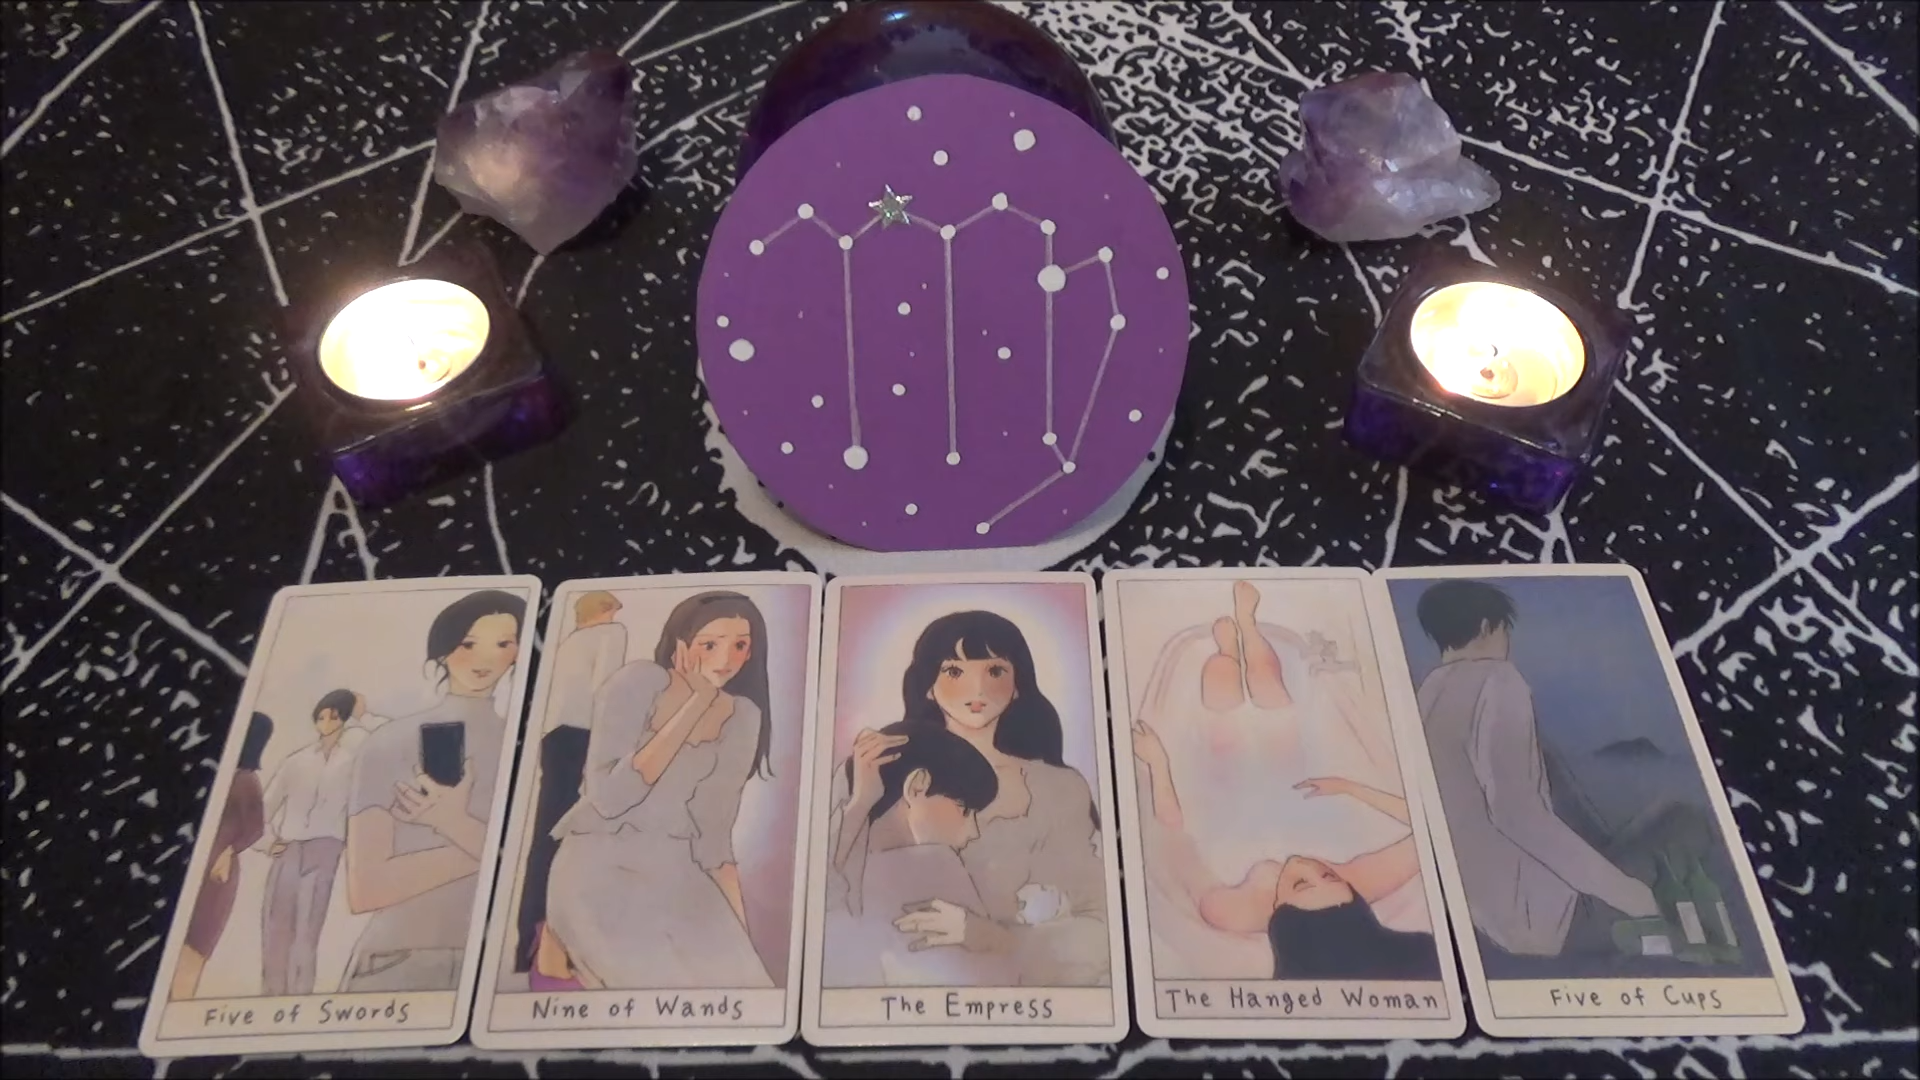 Five of Swords
Nine of Wands
The Empress
The Hanged Woman
Five of Cups